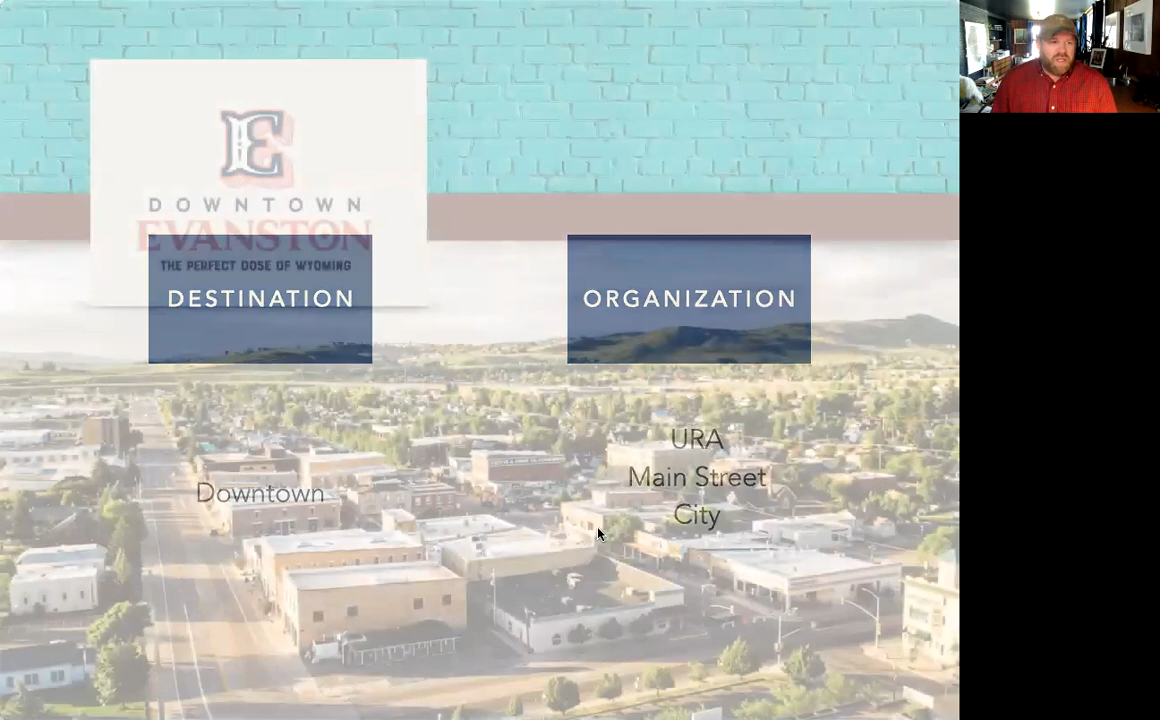 E
DOWNTOWN
EVANSTON
THE PERFECT DOSE OF WYOMING
DESTINATION
ORGANIZATION
Downtown
URA
Main Street
City